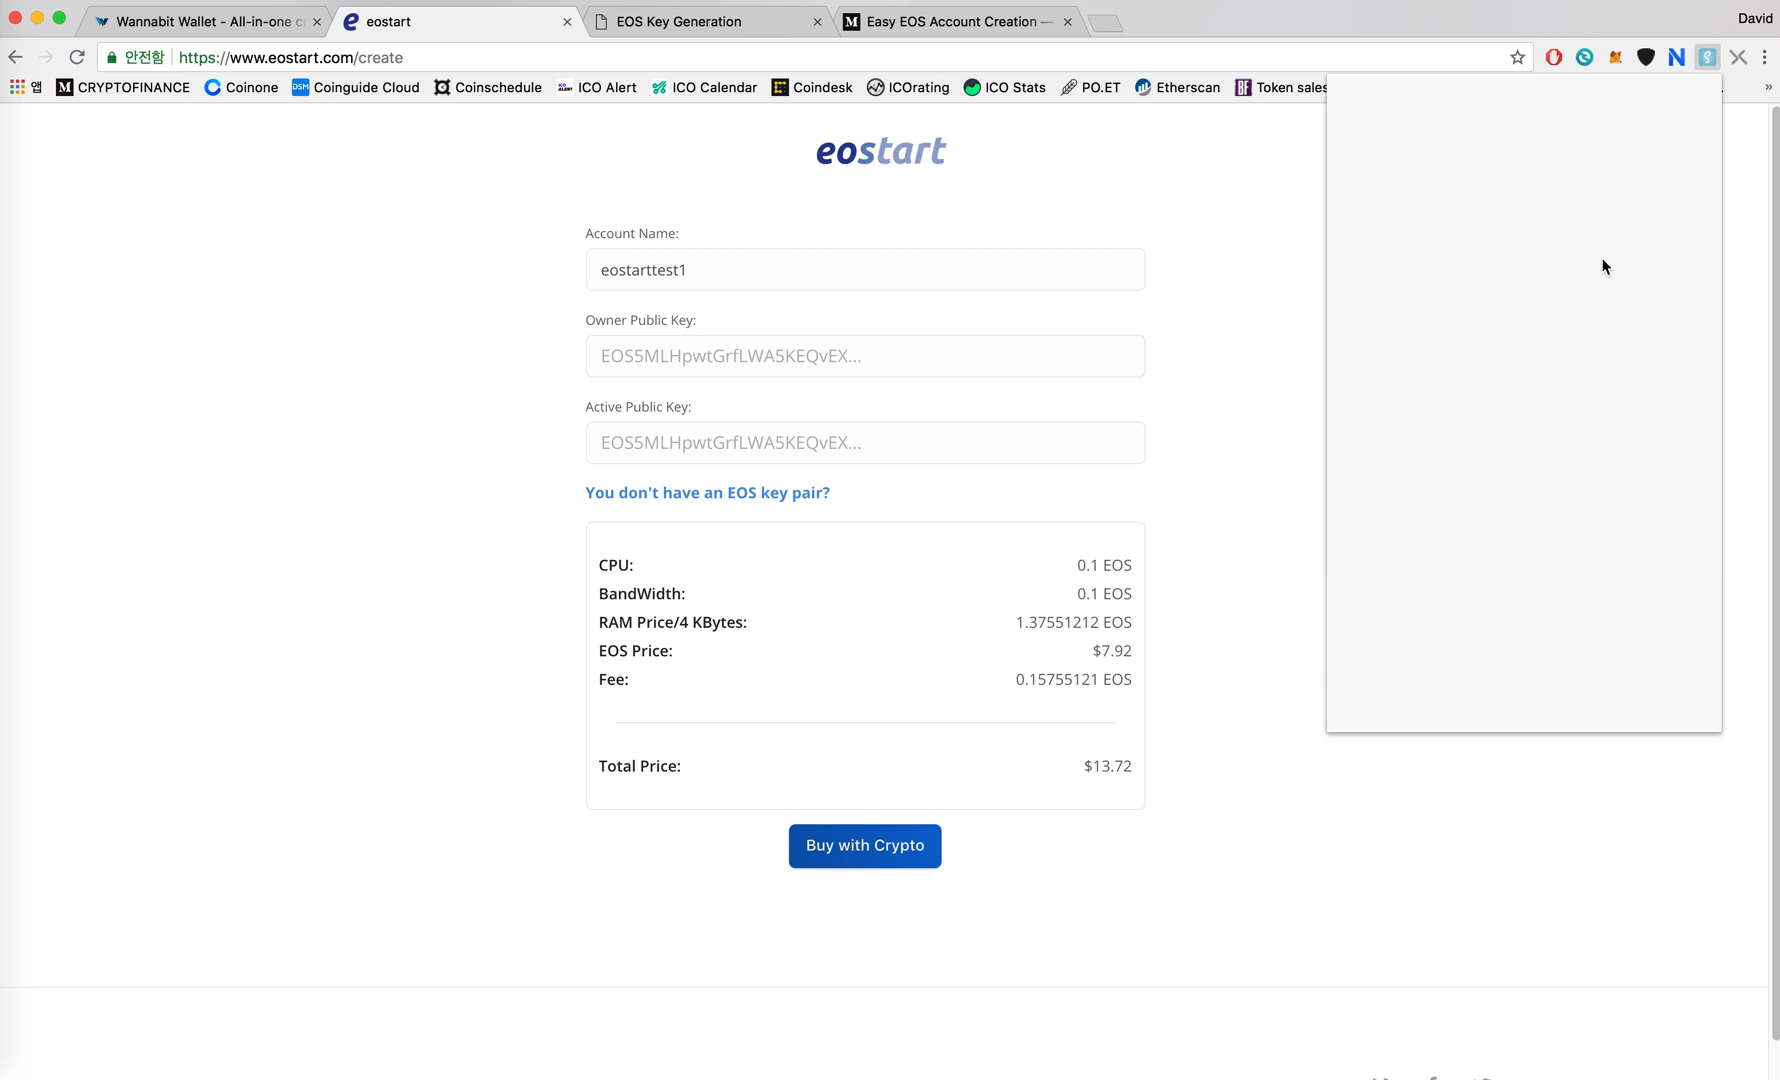 Wannabit Wallet - All-in-one c
eostart
EOS Key Generation
Easy EOS Account Creation —
David
안전함 https://www.eostart.com/create
앱
CRYPTOFINANCE
Coinone
Coinguide Cloud
Coinschedule
ICO Alert
ICO Calendar
Coindesk
ICOrating
ICO Stats
PO.ET
Etherscan
Token sales
»
eostart
Account Name:
eostarttest1
Owner Public Key:
EOS5MLHpwtGrfLWA5KEQvEX...
Active Public Key:
EOS5MLHpwtGrfLWA5KEQvEX...
You don't have an EOS key pair?
CPU: 0.1 EOS
BandWidth: 0.1 EOS
RAM Price/4 KBytes: 1.37551212 EOS
EOS Price: $7.92
Fee: 0.15755121 EOS
Total Price: $13.72
Buy with Crypto